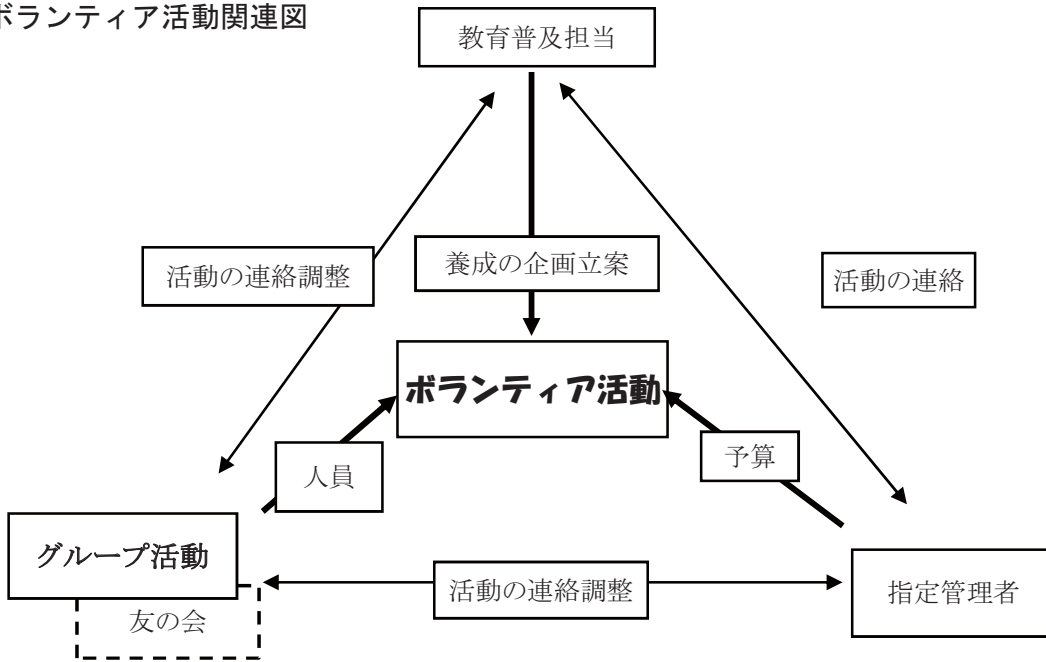 ボランティア活動関連図
教育普及担当
活動の連絡調整
養成の企画立案
活動の連絡
ボランティア活動
人員
予算
グループ活動
友の会
活動の連絡調整
指定管理者